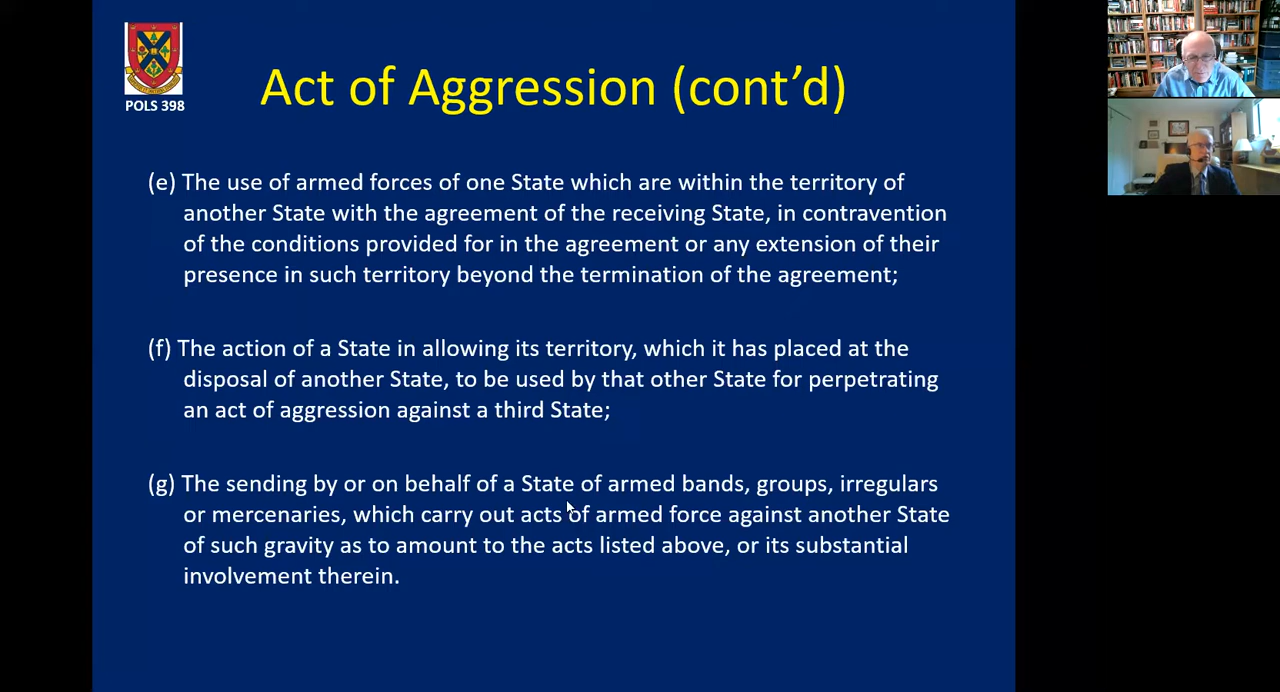 POLS 398
Act of Aggression (cont’d)
(e) The use of armed forces of one State which are within the territory of
another State with the agreement of the receiving State, in contravention
of the conditions provided for in the agreement or any extension of their
presence in such territory beyond the termination of the agreement;
(f) The action of a State in allowing its territory, which it has placed at the
disposal of another State, to be used by that other State for perpetrating
an act of aggression against a third State;
(g) The sending by or on behalf of a State of armed bands, groups, irregulars
or mercenaries, which carry out acts of armed force against another State
of such gravity as to amount to the acts listed above, or its substantial
involvement therein.